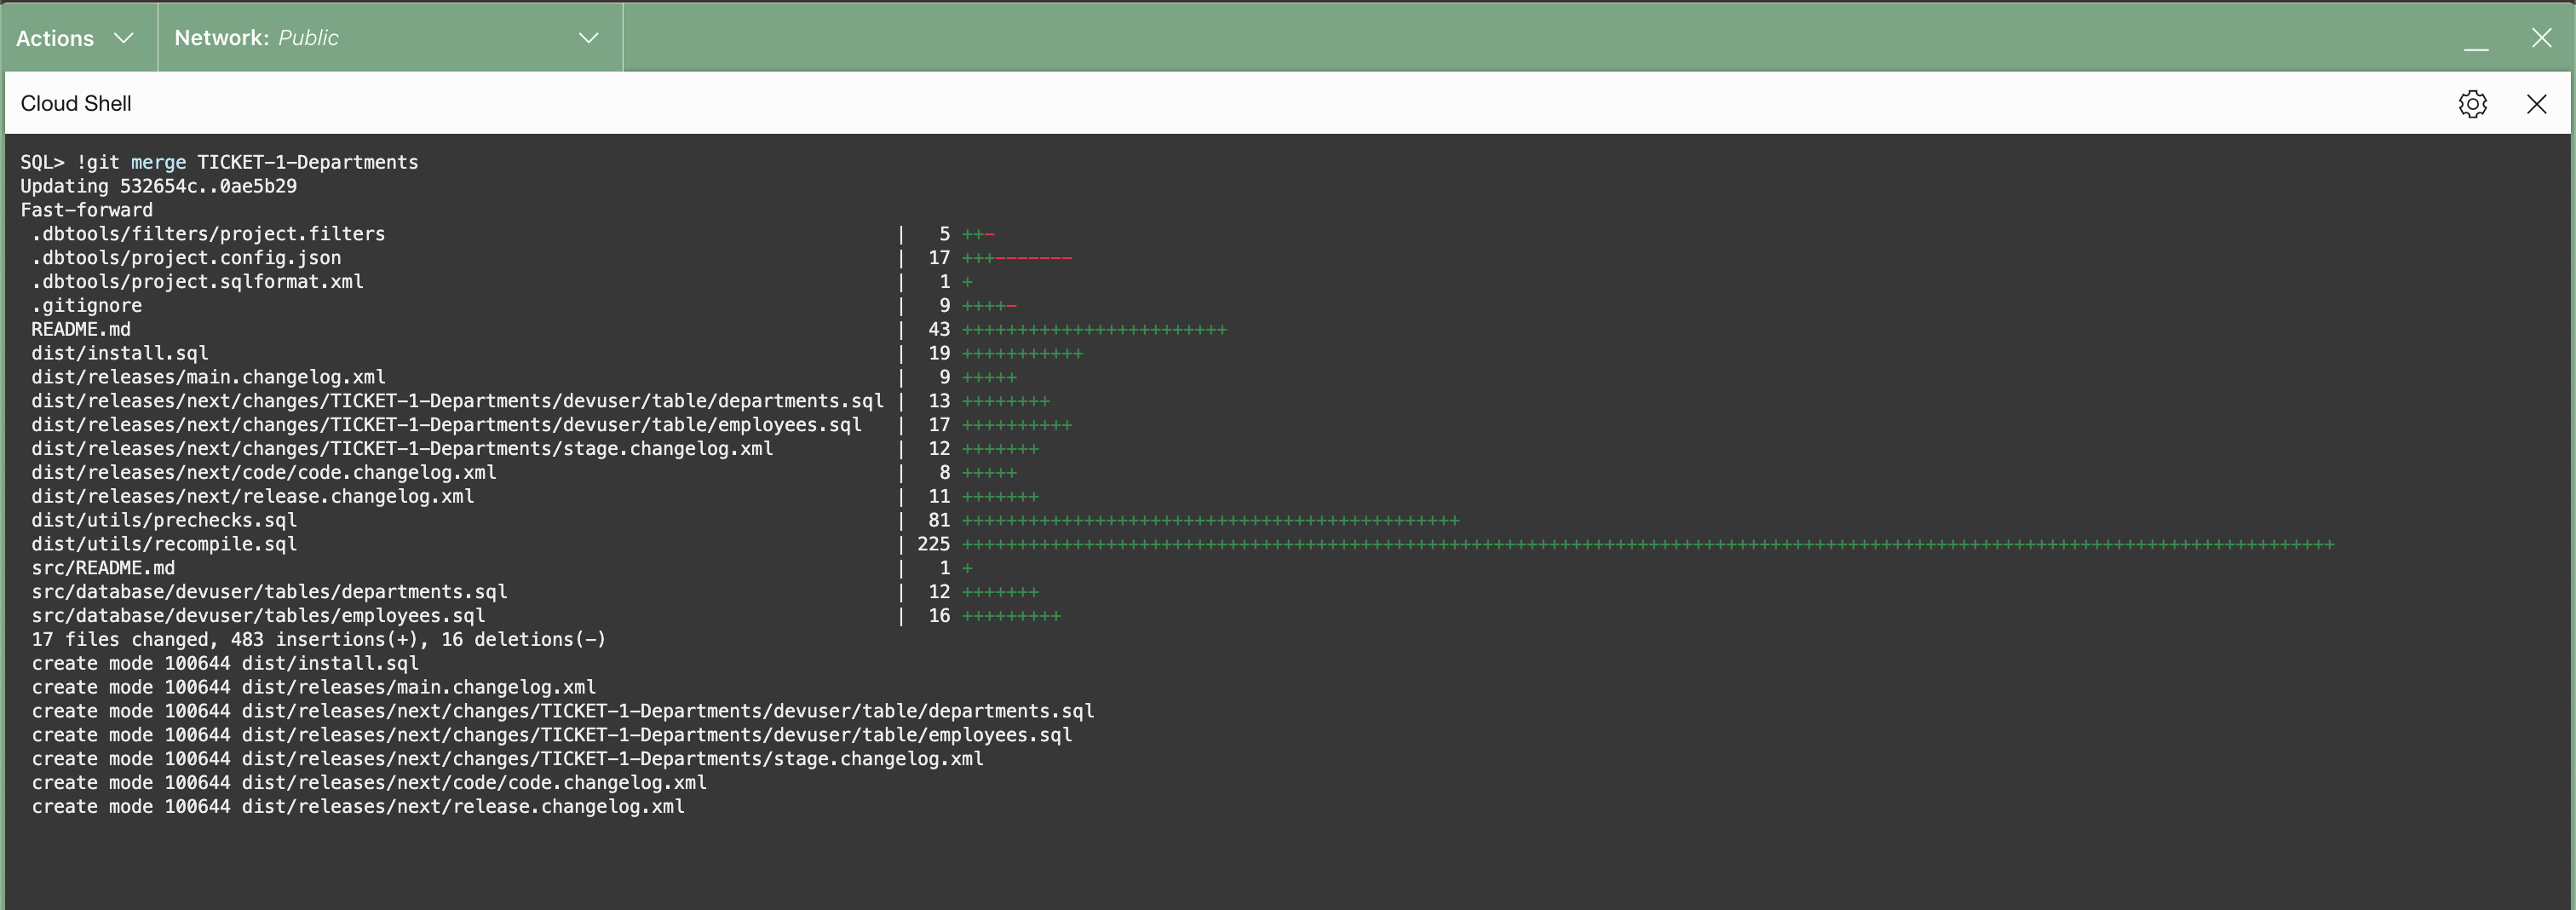 Actions
Network: Public
Cloud Shell
SQL> !git merge TICKET-1-Departments
Updating 532654c..0ae5b29
Fast-forward
 .dbtools/filters/project.filters | 5 ++-
 .dbtools/project.config.json | 17 +++-------
 .dbtools/project.sqlformat.xml | 1 +
 .gitignore | 9 ++++-
 README.md | 43 ++++++++++++++++++++++++
 dist/install.sql | 19 +++++++++++
 dist/releases/main.changelog.xml | 9 +++++
 dist/releases/next/changes/TICKET-1-Departments/devuser/table/departments.sql | 13 ++++++++
 dist/releases/next/changes/TICKET-1-Departments/devuser/table/employees.sql | 17 ++++++++++
 dist/releases/next/changes/TICKET-1-Departments/stage.changelog.xml | 12 +++++++
 dist/releases/next/code/code.changelog.xml | 8 +++++
 dist/releases/next/release.changelog.xml | 11 +++++++
 dist/utils/prechecks.sql | 81 +++++++++++++++++++++++++++++++++++++++++++++
 dist/utils/recompile.sql | 225 ++++++++++++++++++++++++++++++++++++++++++++++++++++++++++++++++++++++++++++++++++++++++++++++++++++++++++++++++++++++++++++
 src/README.md | 1 +
 src/database/devuser/tables/departments.sql | 12 +++++++
 src/database/devuser/tables/employees.sql | 16 +++++++++
 17 files changed, 483 insertions(+), 16 deletions(-)
 create mode 100644 dist/install.sql
 create mode 100644 dist/releases/main.changelog.xml
 create mode 100644 dist/releases/next/changes/TICKET-1-Departments/devuser/table/departments.sql
 create mode 100644 dist/releases/next/changes/TICKET-1-Departments/devuser/table/employees.sql
 create mode 100644 dist/releases/next/changes/TICKET-1-Departments/stage.changelog.xml
 create mode 100644 dist/releases/next/code/code.changelog.xml
 create mode 100644 dist/releases/next/release.changelog.xml